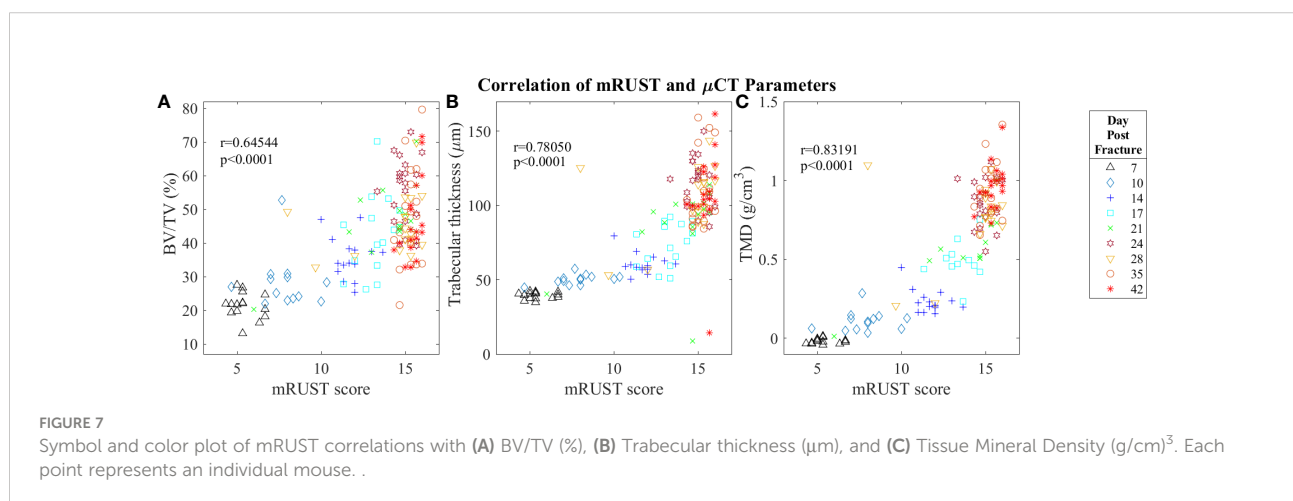 Correlation of mRUST and μCT Parameters
A
r=0.64544
p<0.0001
BV/TV (%)
80
70
60
50
40
30
20
10
5
10
15
mRUST score
B
r=0.78050
p<0.0001
Trabecular thickness (μm)
150
100
50
0
5
10
15
mRUST score
C
r=0.83191
p<0.0001
TMD (g/cm³)
1.5
1
0.5
0
5
10
15
mRUST score
Day
Post
Fracture
7
10
14
17
21
24
28
35
42
FIGURE 7
Symbol and color plot of mRUST correlations with (A) BV/TV (%), (B) Trabecular thickness (μm), and (C) Tissue Mineral Density (g/cm)³. Each
point represents an individual mouse. .